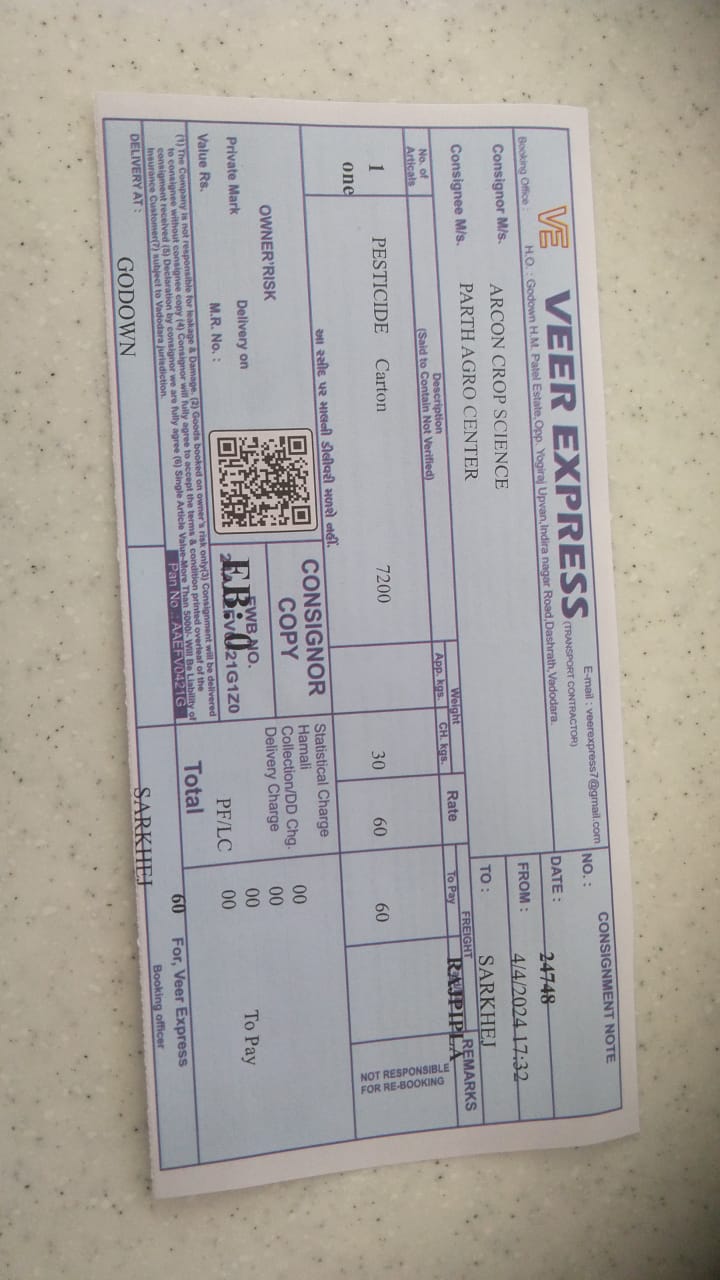 VE VEER EXPRESS (TRANSPORT CONTRACTOR)
E-mail : veerexpress7@gmail.com
Booking Office : H.O. : Godown H.M. Patel Estate, Opp. Yogiraj Upvan, Indira nagar Road, Dashrath, Vadodara.
CONSIGNMENT NOTE
NO. : 24748
DATE : 4/4/2024 17:32
FROM : SARKHEJ
TO : RAJPIPLA
Consignor M/s. ARCON CROP SCIENCE
Consignee M/s. PARTH AGRO CENTER
No. of Articals
Description (Said to Contain Not Verified)
Weight
App. kgs. CH. kgs.
Rate
FREIGHT
To Pay
REMARKS
1 PESTICIDE Carton 7200 30 60 60
one
NOT RESPONSIBLE FOR RE-BOOKING
આ રસીદ પર માલની ડીલીવરી મળશે નહીં.
OWNER'RISK
CONSIGNOR COPY
Statistical Charge
Hamali 00
Collection/DD Chg. 00
Delivery Charge 00
PF/LC 00
To Pay
Private Mark
Delivery on
EWB NO.
EB: 0
Value Rs.
M.R. No. :
Total 60
(1) The Company is not responsible for leakage & Damage. (2) Goods booked on owner's risk only(3) Consignment will be delivered
to consignee without consignee copy (4) Consignor will fully agree to accept the terms & condition printed overleaf of the
consignment received (5) Declaration by consignor we are fully agree (6) Single Article Value-More Than 5000/- Will Be Liability of
Insurance Customer(7) subject to Vadodara jurisdiction.
Pan No. : AAEFV0421G
For, Veer Express
DELIVERY AT : GODOWN
SARKHEJ
Booking officer